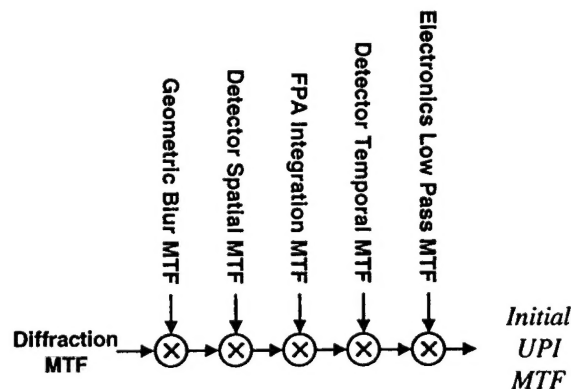 Geometric Blur MTF
Detector Spatial MTF
FPA Integration MTF
Detector Temporal MTF
Electronics Low Pass MTF
Diffraction
MTF
Initial
UPI
MTF